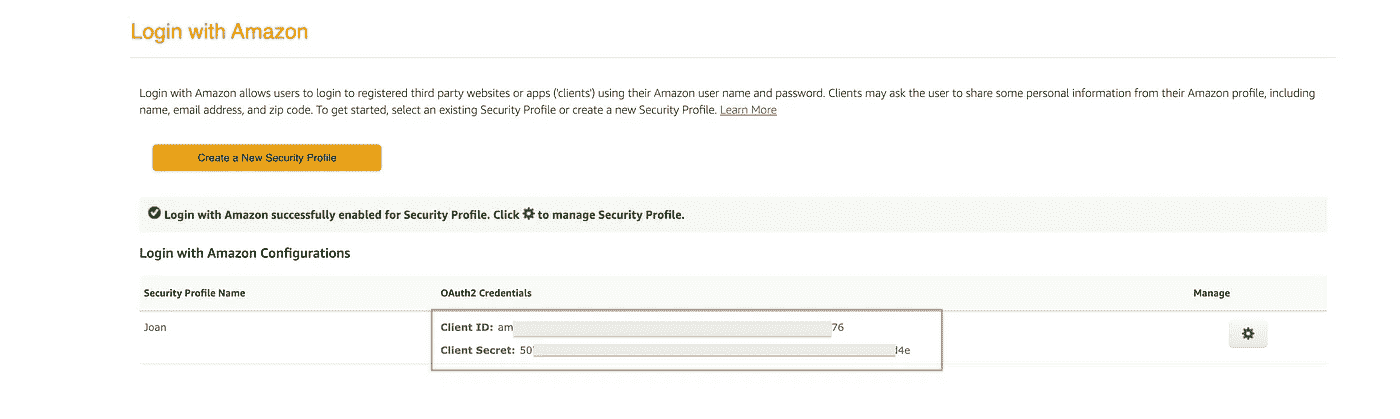 Login with Amazon
Login with Amazon allows users to login to registered third party websites or apps ('clients') using their Amazon user name and password. Clients may ask the user to share some personal information from their Amazon profile, including
name, email address, and zip code. To get started, select an existing Security Profile or create a new Security Profile. Learn More
Create a New Security Profile
Login with Amazon successfully enabled for Security Profile. Click to manage Security Profile.
Login with Amazon Configurations
Security Profile Name OAuth2 Credentials Manage
Joan Client ID: am 76
Client Secret: 50 d4e